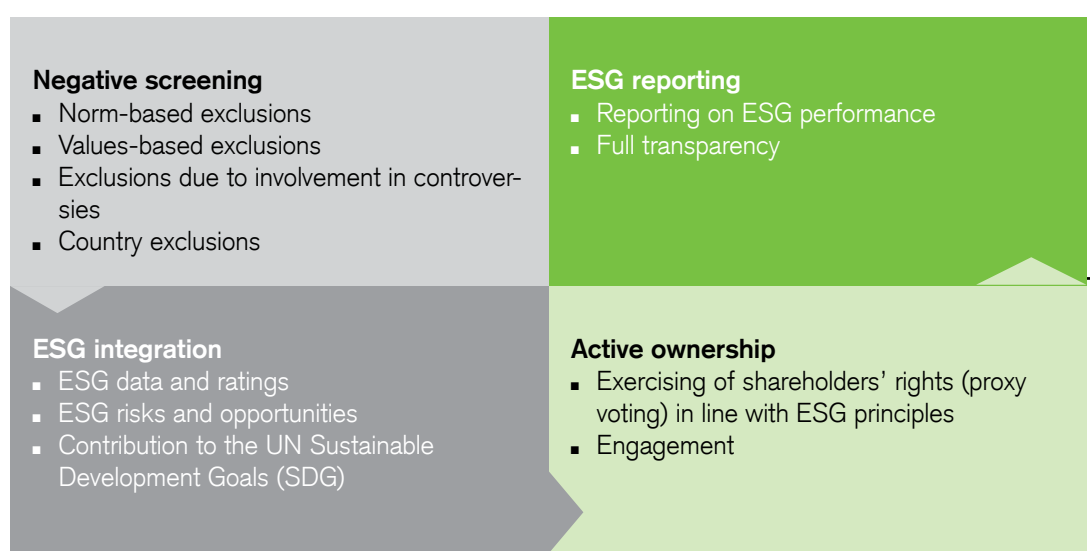 Negative screening
▪ Norm-based exclusions
▪ Values-based exclusions
▪ Exclusions due to involvement in controver-
sies
▪ Country exclusions
ESG reporting
▪ Reporting on ESG performance
▪ Full transparency
ESG integration
▪ ESG data and ratings
▪ ESG risks and opportunities
▪ Contribution to the UN Sustainable
Development Goals (SDG)
Active ownership
▪ Exercising of shareholders’ rights (proxy
voting) in line with ESG principles
▪ Engagement